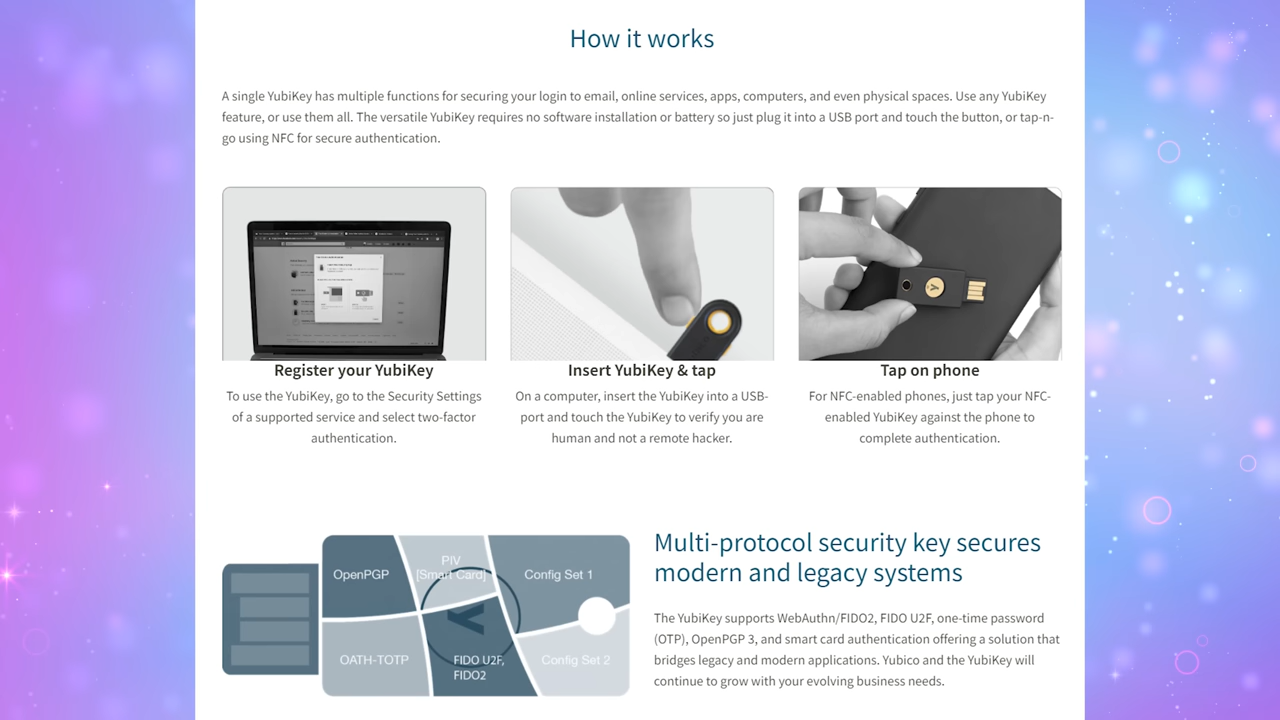 How it works
A single YubiKey has multiple functions for securing your login to email, online services, apps, computers, and even physical spaces. Use any YubiKey
feature, or use them all. The versatile YubiKey requires no software installation or battery so just plug it into a USB port and touch the button, or tap-n-
go using NFC for secure authentication.
Register your YubiKey
To use the YubiKey, go to the Security Settings
of a supported service and select two-factor
authentication.
Insert YubiKey & tap
On a computer, insert the YubiKey into a USB-
port and touch the YubiKey to verify you are
human and not a remote hacker.
Tap on phone
For NFC-enabled phones, just tap your NFC-
enabled YubiKey against the phone to
complete authentication.
OpenPGP
PIV
[Smart Card]
Config Set 1
OATH-TOTP
FIDO U2F,
FIDO2
Config Set 2
Multi-protocol security key secures
modern and legacy systems
The YubiKey supports WebAuthn/FIDO2, FIDO U2F, one-time password
(OTP), OpenPGP 3, and smart card authentication offering a solution that
bridges legacy and modern applications. Yubico and the YubiKey will
continue to grow with your evolving business needs.